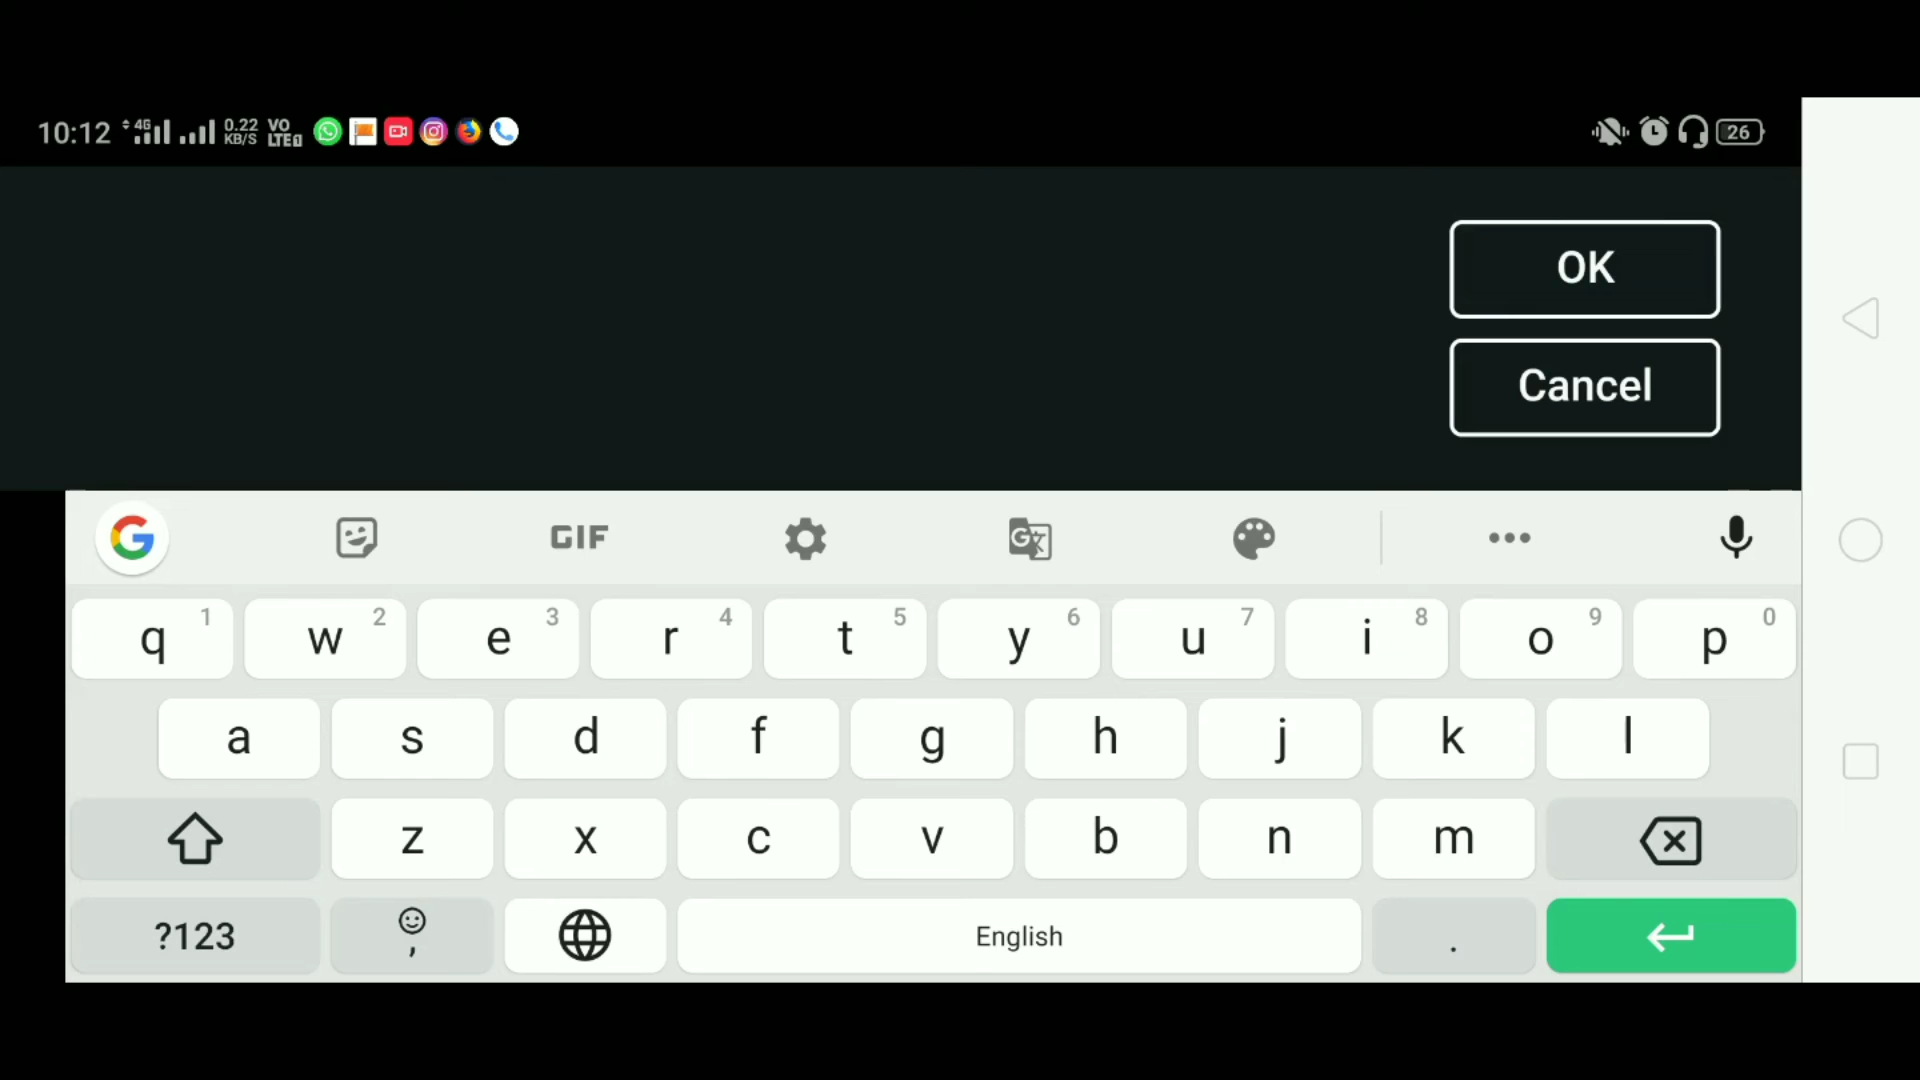 10:12 4G 0.22 KB/S VO LTE 26
OK
Cancel
G GIF G
q 1 w 2 e 3 r 4 t 5 y 6 u 7 i 8 o 9 p 0
a s d f g h j k l
z x c v b n m
?123 , English .